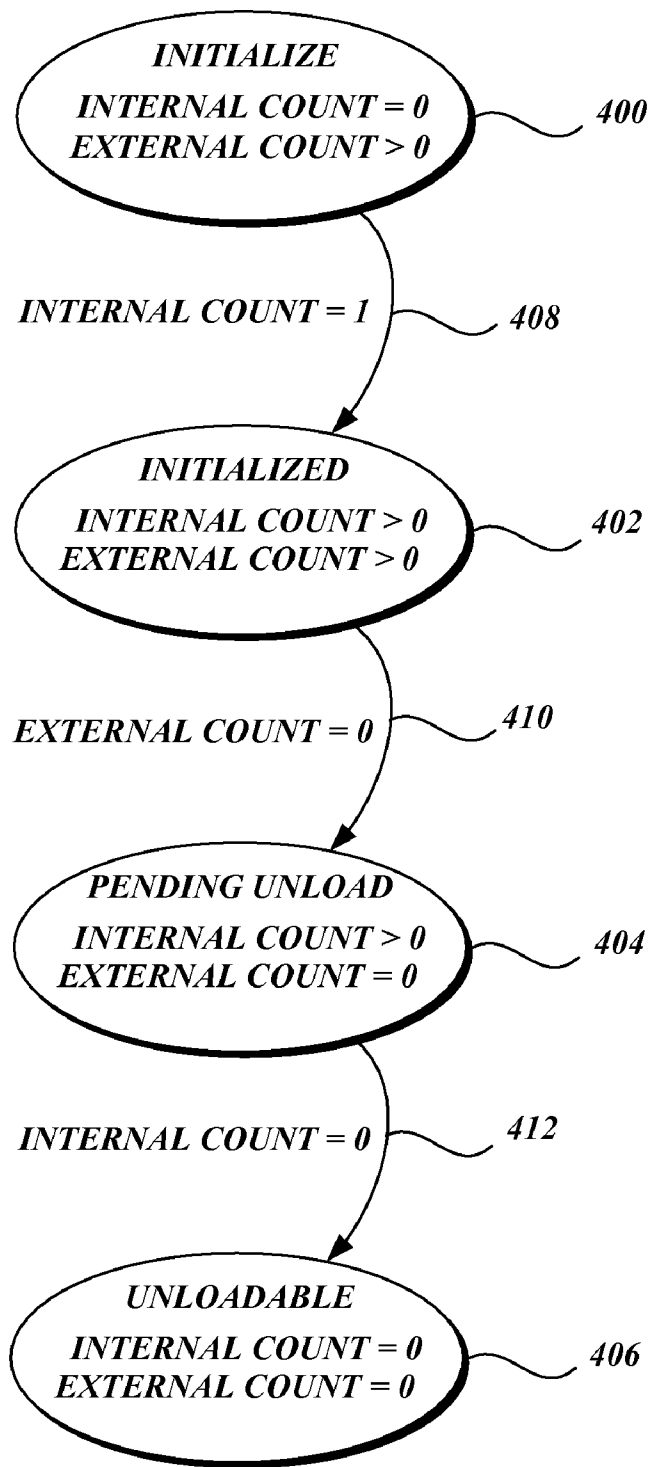 INITIALIZE
INTERNAL COUNT = 0
EXTERNAL COUNT > 0
400
INTERNAL COUNT = 1
408
INITIALIZED
INTERNAL COUNT > 0
EXTERNAL COUNT > 0
402
EXTERNAL COUNT = 0
410
PENDING UNLOAD
INTERNAL COUNT > 0
EXTERNAL COUNT = 0
404
INTERNAL COUNT = 0
412
UNLOADABLE
INTERNAL COUNT = 0
EXTERNAL COUNT = 0
406